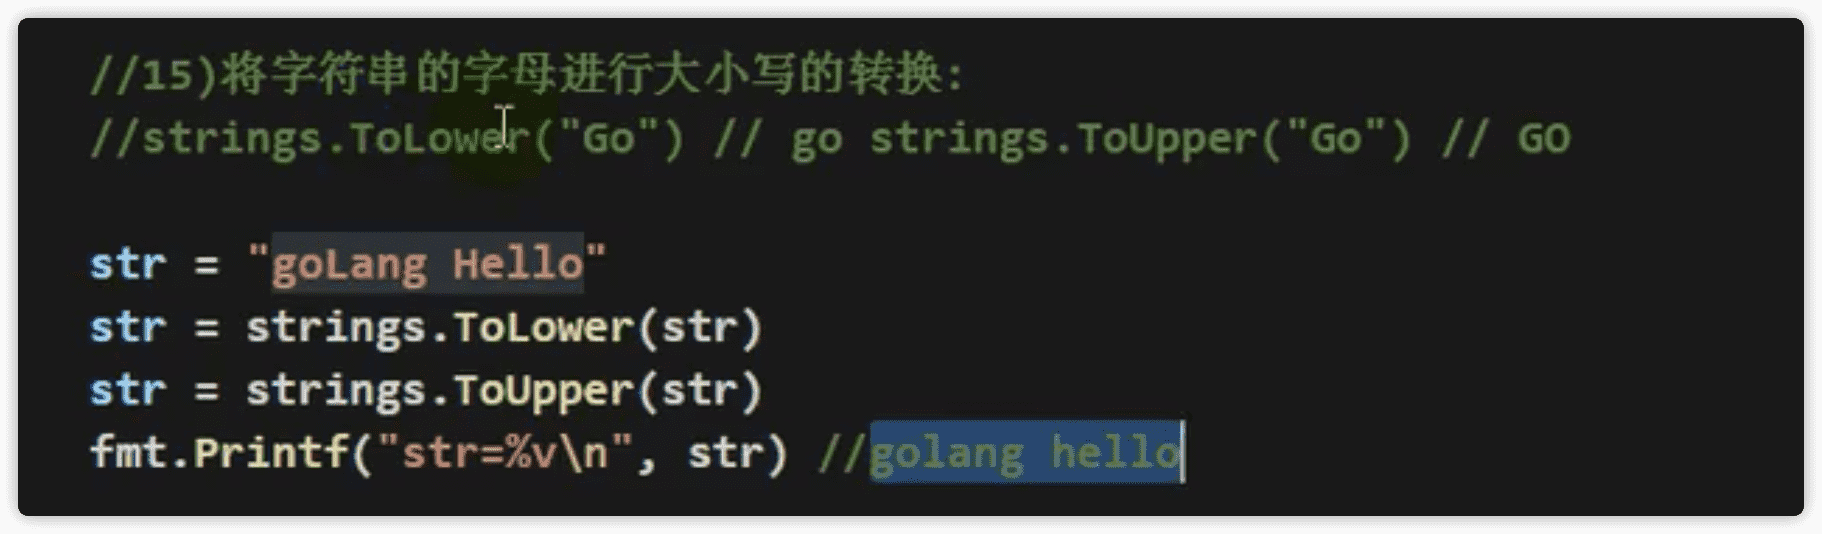 //15)将字符串的字母进行大小写的转换:
//strings.ToLower("Go") // go strings.ToUpper("Go") // GO
str = "goLang Hello"
str = strings.ToLower(str)
str = strings.ToUpper(str)
fmt.Printf("str=%v\n", str) //golang hello